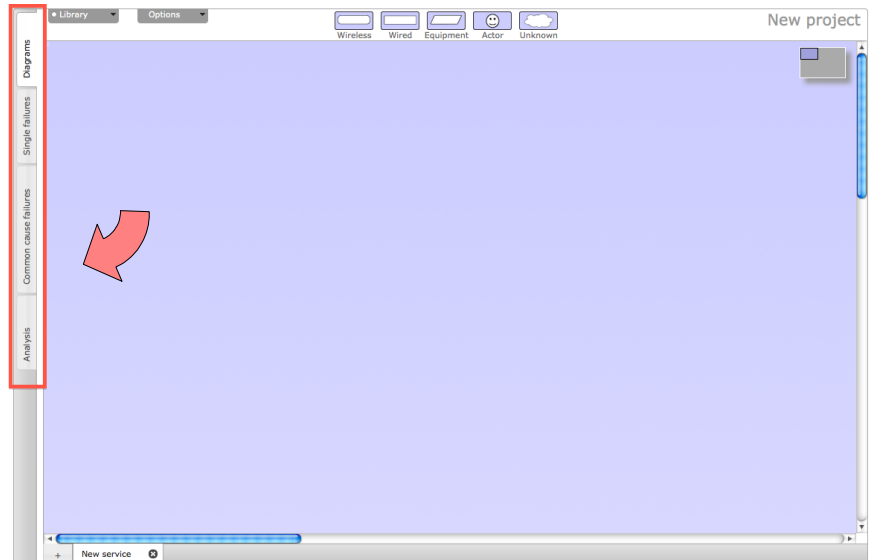 • Library
Options
Wireless
Wired
Equipment
Actor
Unknown
New project
Diagrams
Single failures
Common cause failures
Analysis
+
New service